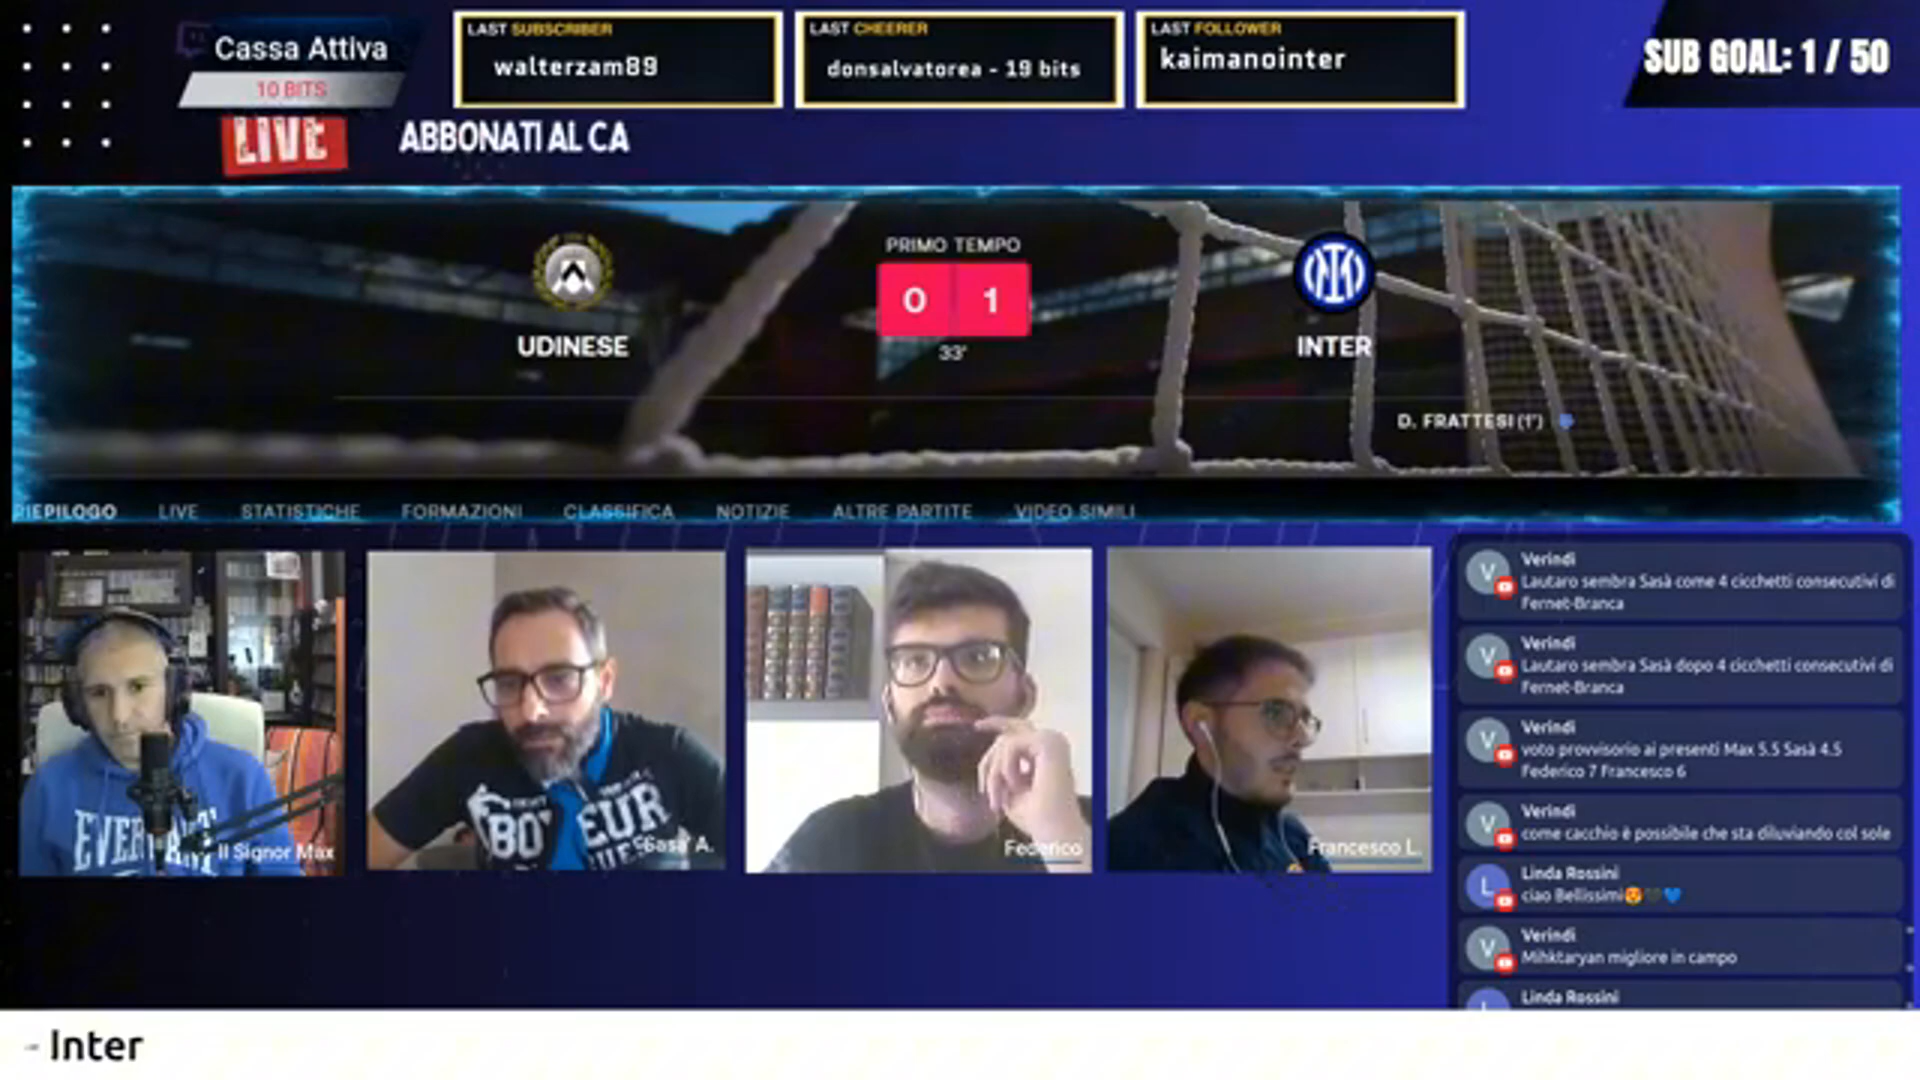 Cassa Attiva
10 BITS
LAST SUBSCRIBER
walterzam89
LAST CHEERER
donsalvatorea - 19 bits
LAST FOLLOWER
kaimanointer
SUB GOAL: 1 / 50
LIVE
ABBONATI AL CA
PRIMO TEMPO
0 1
33'
UDINESE
INTER
D. FRATTESI (1')
RIEPILOGO LIVE STATISTICHE FORMAZIONI CLASSIFICA NOTIZIE ALTRE PARTITE VIDEO SIMILI
Il Signor Max
Sasà A.
Federico
Francesco L.
Verindi
Lautaro sembra Sasà come 4 cicchetti consecutivi di
Fernet-Branca
Verindi
Lautaro sembra Sasà dopo 4 cicchetti consecutivi di
Fernet-Branca
Verindi
voto provvisorio ai presenti Max 5.5 Sasà 4.5
Federico 7 Francesco 6
Verindi
come cacchio è possibile che sta diluviando col sole
Linda Rossini
ciao Bellissimi😍🖤💙
Verindi
Mihktaryan migliore in campo
Linda Rossini
- Inter